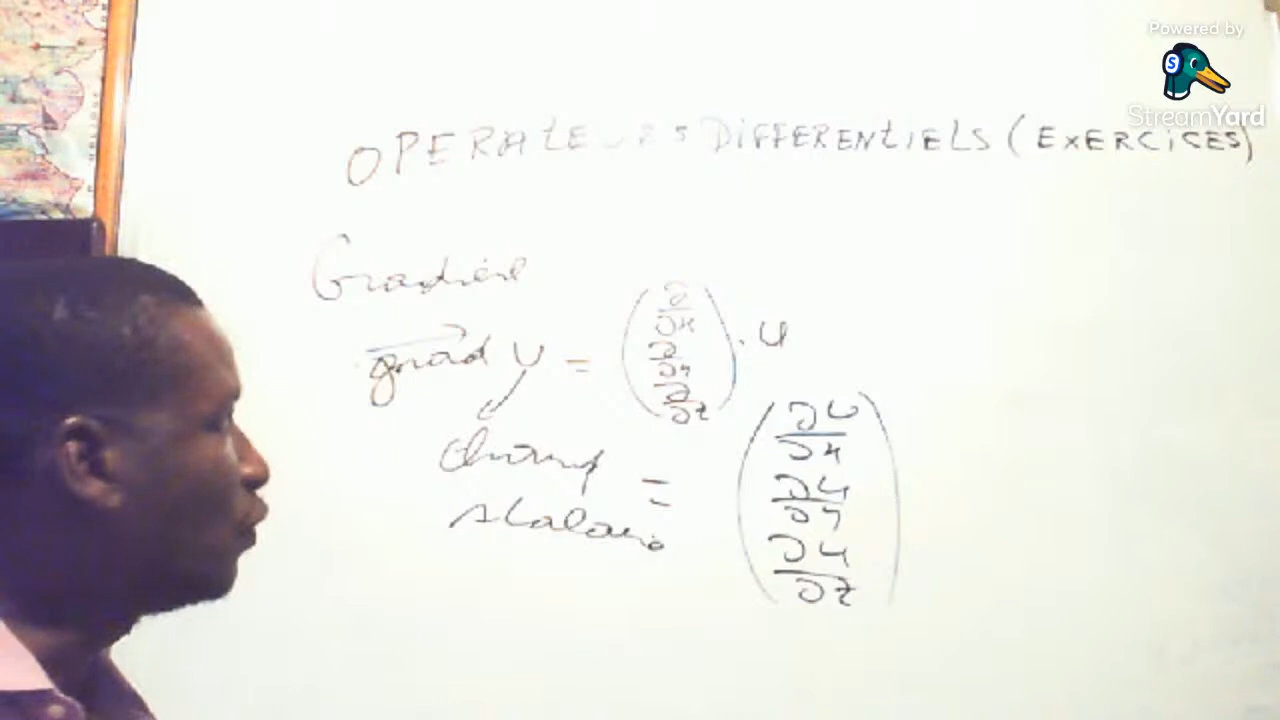 Powered by
StreamYard
OPERATEURS DIFFERENTIELS (EXERCICES)
Gradient
grad U = (∂/∂x ∂/∂y ∂/∂z) . U
champ scalaire
= (∂U/∂x ∂U/∂y ∂U/∂z)